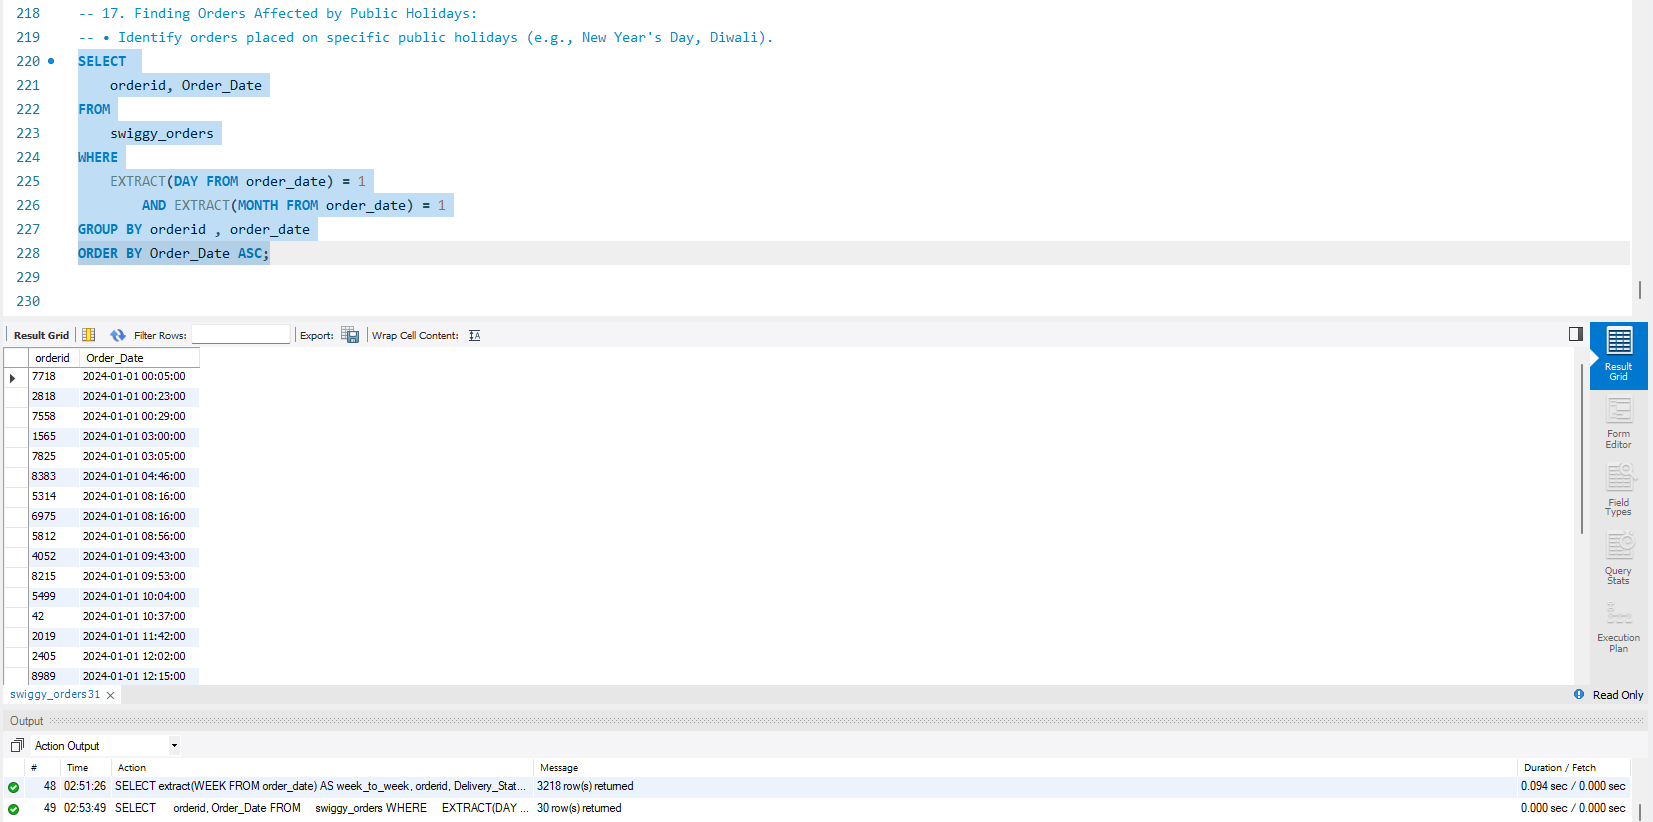 218 -- 17. Finding Orders Affected by Public Holidays:
219 -- • Identify orders placed on specific public holidays (e.g., New Year's Day, Diwali).
220 SELECT
221 orderid, Order_Date
222 FROM
223 swiggy_orders
224 WHERE
225 EXTRACT(DAY FROM order_date) = 1
226 AND EXTRACT(MONTH FROM order_date) = 1
227 GROUP BY orderid , order_date
228 ORDER BY Order_Date ASC;
229
230
Result Grid Filter Rows: Export: Wrap Cell Content:
orderid Order_Date
7718 2024-01-01 00:05:00
2818 2024-01-01 00:23:00
7558 2024-01-01 00:29:00
1565 2024-01-01 03:00:00
7825 2024-01-01 03:05:00
8383 2024-01-01 04:46:00
5314 2024-01-01 08:16:00
6975 2024-01-01 08:16:00
5812 2024-01-01 08:56:00
4052 2024-01-01 09:43:00
8215 2024-01-01 09:53:00
5499 2024-01-01 10:04:00
42 2024-01-01 10:37:00
2019 2024-01-01 11:42:00
2405 2024-01-01 12:02:00
8989 2024-01-01 12:15:00
Result
Grid
Form
Editor
Field
Types
Query
Stats
Execution
Plan
swiggy_orders31 Read Only
Output
Action Output
# Time Action Message Duration / Fetch
48 02:51:26 SELECT extract(WEEK FROM order_date) AS week_to_week, orderid, Delivery_Stat... 3218 row(s) returned 0.094 sec / 0.000 sec
49 02:53:49 SELECT orderid, Order_Date FROM swiggy_orders WHERE EXTRACT(DAY ... 30 row(s) returned 0.000 sec / 0.000 sec